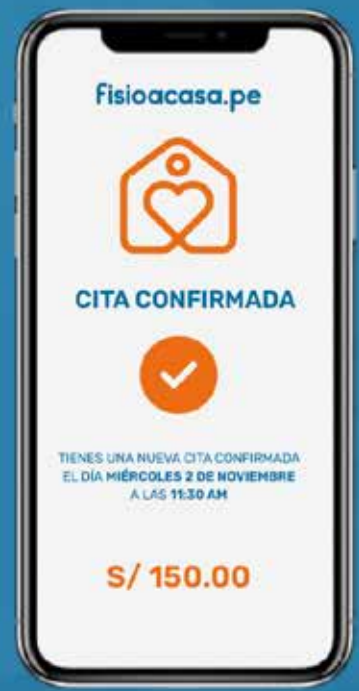 fisioacasa.pe
CITA CONFIRMADA
TIENES UNA NUEVA CITA CONFIRMADA
EL DÍA MIÉRCOLES 2 DE NOVIEMBRE
A LAS 11:30 AM
S/ 150.00